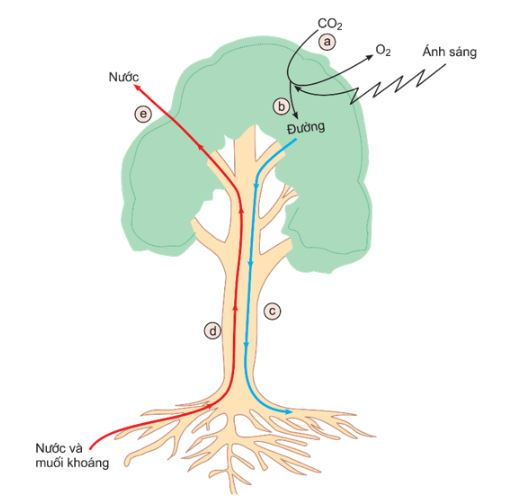 CO₂
a
O₂
Ánh sáng
Nước
b
e
Đường
c
d
Nước và
muối khoáng